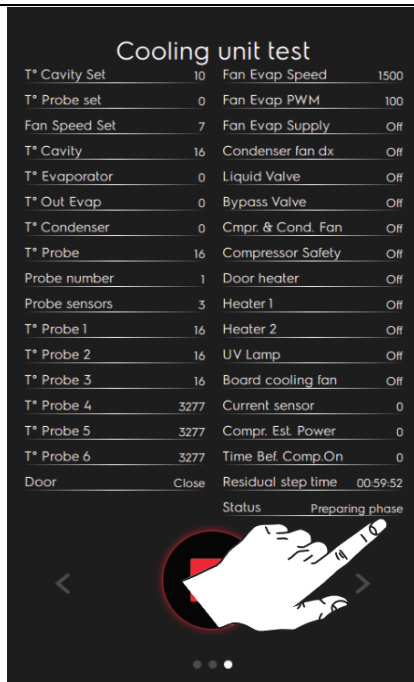 Cooling unit test
T° Cavity Set 10 Fan Evap Speed 1500
T° Probe set 0 Fan Evap PWM 100
Fan Speed Set 7 Fan Evap Supply Off
T° Cavity 16 Condenser fan dx Off
T° Evaporator 0 Liquid Valve Off
T° Out Evap 0 Bypass Valve Off
T° Condenser 0 Cmpr. & Cond. Fan Off
T° Probe 16 Compressor Safety Off
Probe number 1 Door heater Off
Probe sensors 3 Heater 1 Off
T° Probe 1 16 Heater 2 Off
T° Probe 2 16 UV Lamp Off
T° Probe 3 16 Board cooling fan Off
T° Probe 4 3277 Current sensor 0
T° Probe 5 3277 Compr. Est. Power 0
T° Probe 6 3277 Time Bef. Comp.On 0
Door Close Residual step time 00:59:52
Status Preparing phase